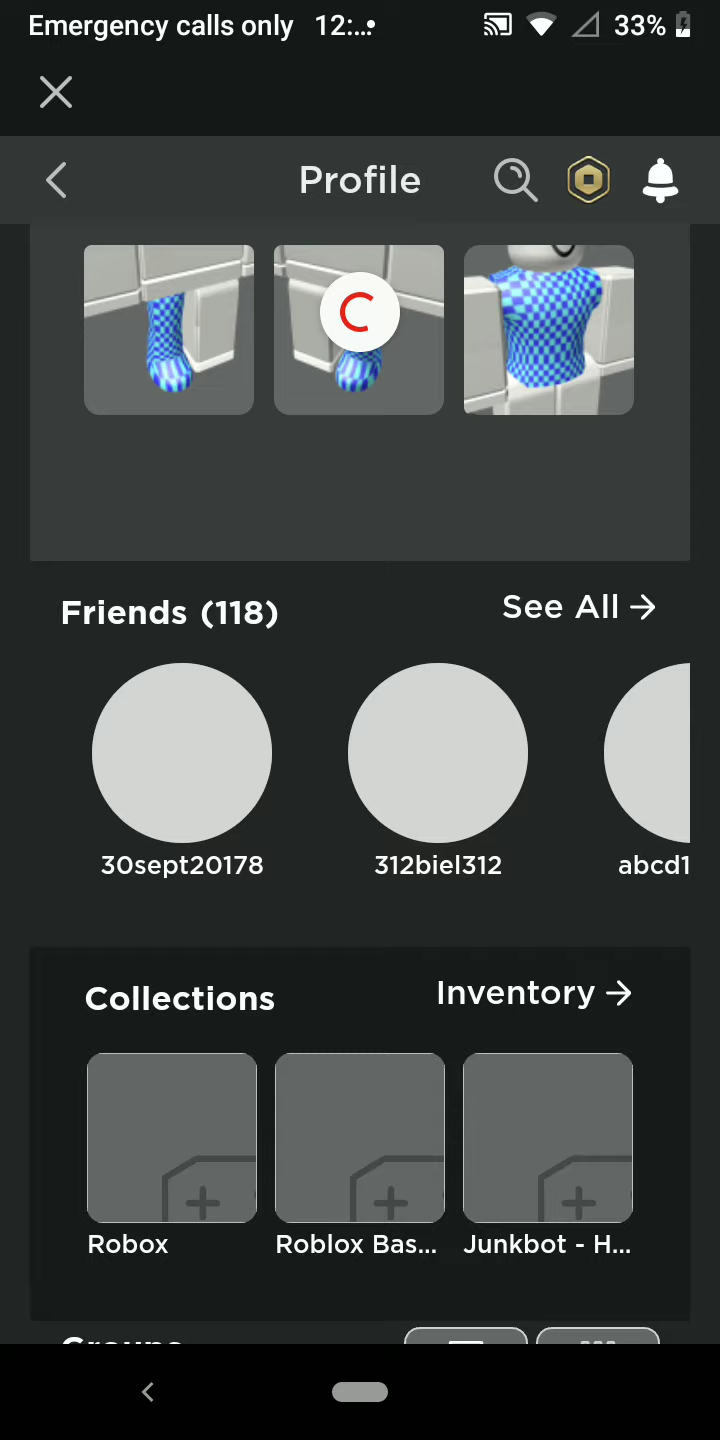 Emergency calls only 12:...• 33%
Profile
Friends (118)
See All →
30sept20178
312biel312
abcd1
Collections
Inventory →
Robox
Roblox Bas...
Junkbot - H...
Groups